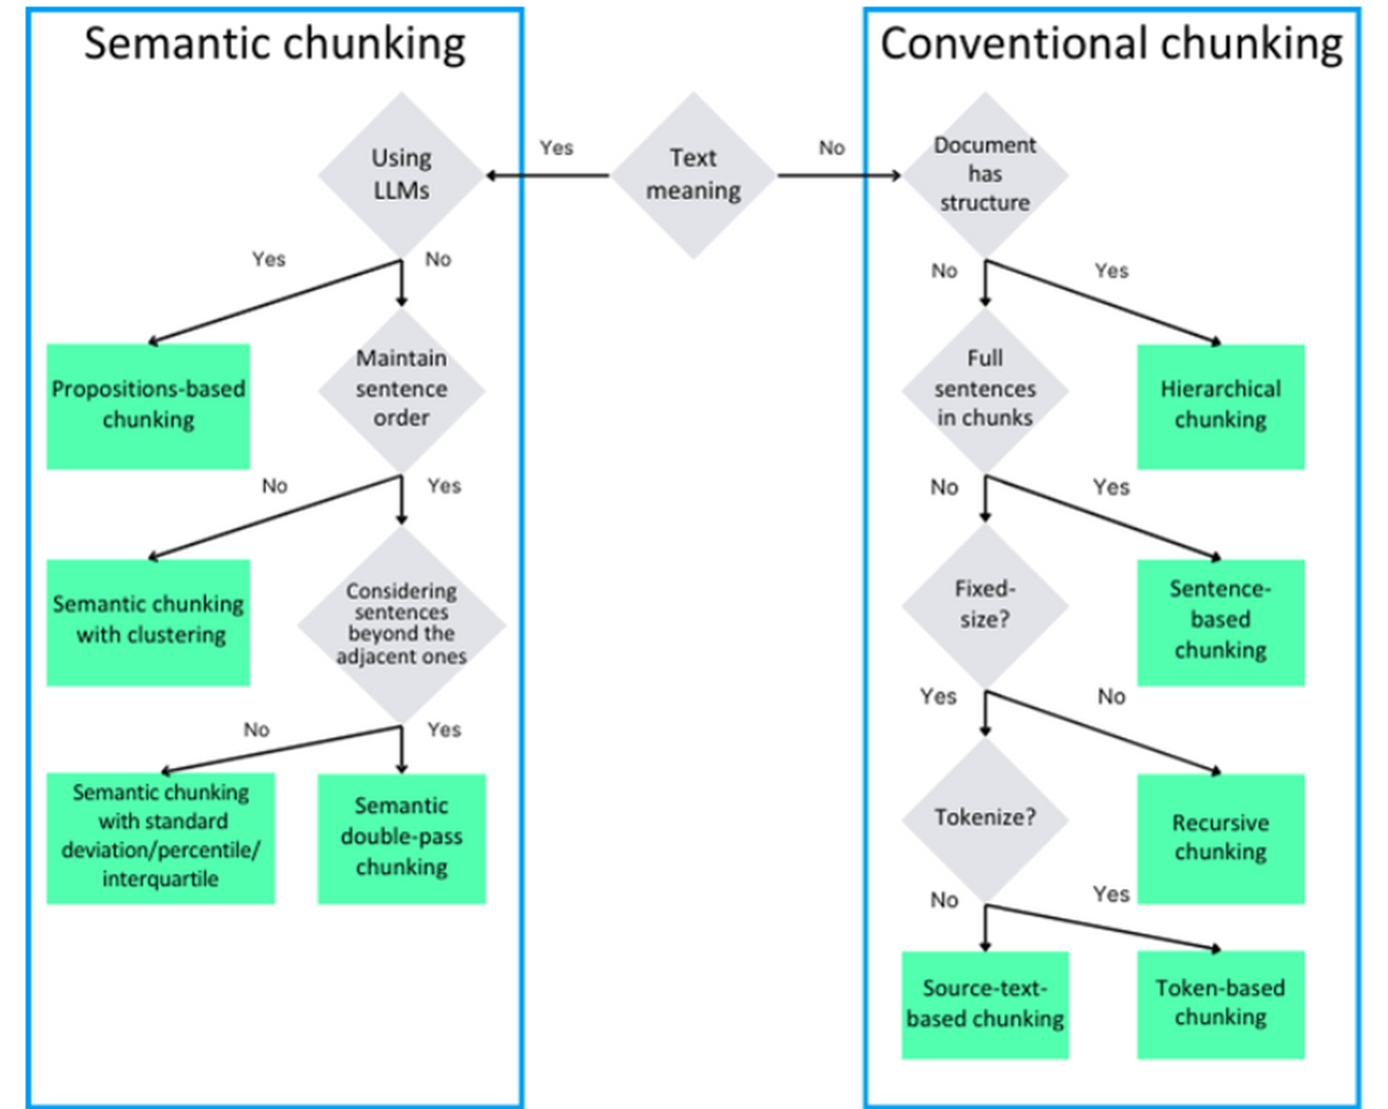 Semantic chunking
Conventional chunking
Using
LLMs
Yes
Text
meaning
No
Document
has
structure
Yes
No
No
Yes
Propositions-based
chunking
Maintain
sentence
order
Full
sentences
in chunks
Hierarchical
chunking
No
Yes
No
Yes
Semantic chunking
with clustering
Considering
sentences
beyond the
adjacent ones
Fixed-
size?
Sentence-
based
chunking
No
Yes
Yes
No
Semantic chunking
with standard
deviation/percentile/
interquartile
Semantic
double-pass
chunking
Tokenize?
Recursive
chunking
No
Yes
Source-text-
based chunking
Token-based
chunking